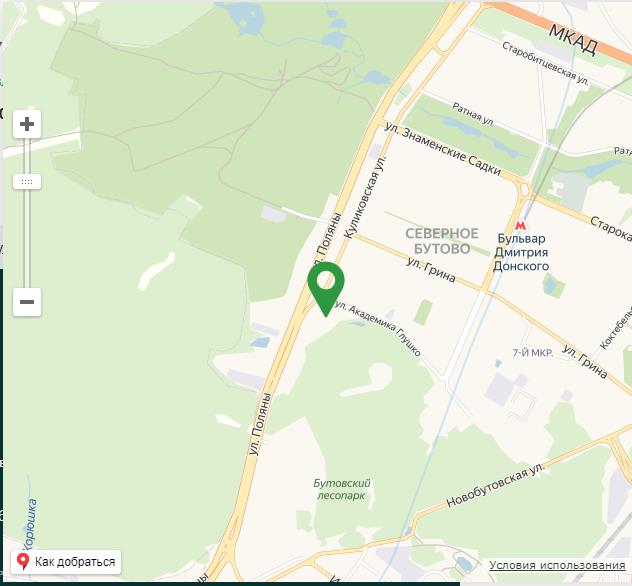 МКАД
Старобитцевская ул.
Ратная ул.
Рата
ул. Знаменские Садки
Куликовская ул.
ул. Поляны
СЕВЕРНОЕ
БУТОВО
Бульвар
Дмитрия
Донского
Старока
ул. Грина
ул. Академика Глушко
Коктебель
7-Й МКР.
ул. Грина
ул. Поляны
Бутовский
лесопарк
Новобутовская ул.
Корюшка
Как добраться
Условия использования